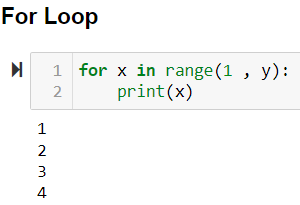 For Loop
1 for x in range(1 , y):
2     print(x)
1
2
3
4